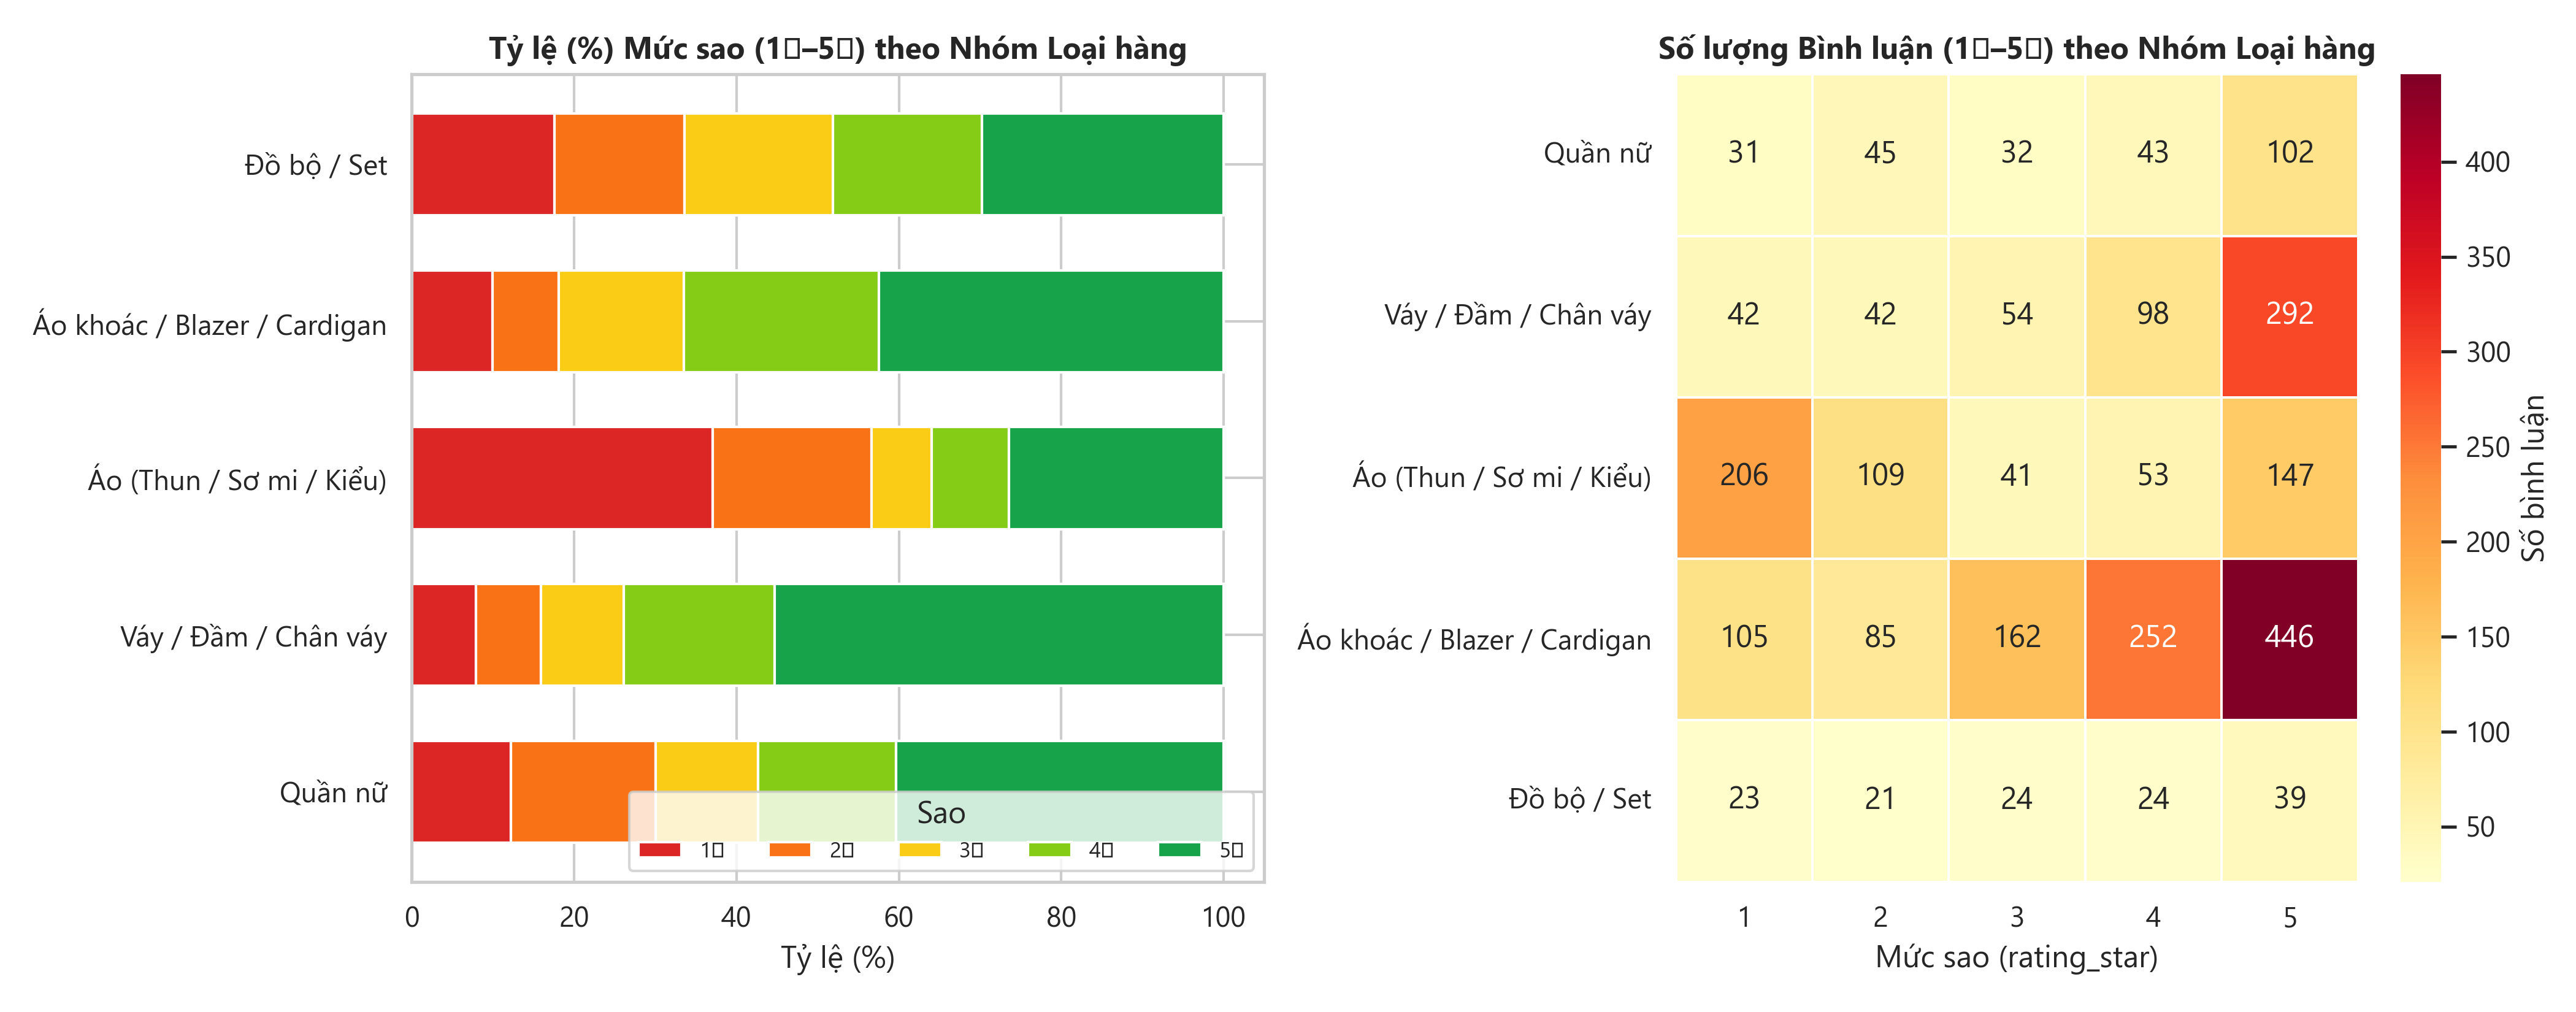 Tỷ lệ (%) Mức sao (1▯–5▯) theo Nhóm Loại hàng
Đồ bộ / Set
Áo khoác / Blazer / Cardigan
Áo (Thun / Sơ mi / Kiểu)
Váy / Đầm / Chân váy
Quần nữ
Sao
1▯ 2▯ 3▯ 4▯ 5▯
0 20 40 60 80 100
Tỷ lệ (%)
Số lượng Bình luận (1▯–5▯) theo Nhóm Loại hàng
Quần nữ 31 45 32 43 102
Váy / Đầm / Chân váy 42 42 54 98 292
Áo (Thun / Sơ mi / Kiểu) 206 109 41 53 147
Áo khoác / Blazer / Cardigan 105 85 162 252 446
Đồ bộ / Set 23 21 24 24 39
1 2 3 4 5
Mức sao (rating_star)
400
350
300
250
200
150
100
50
Số bình luận